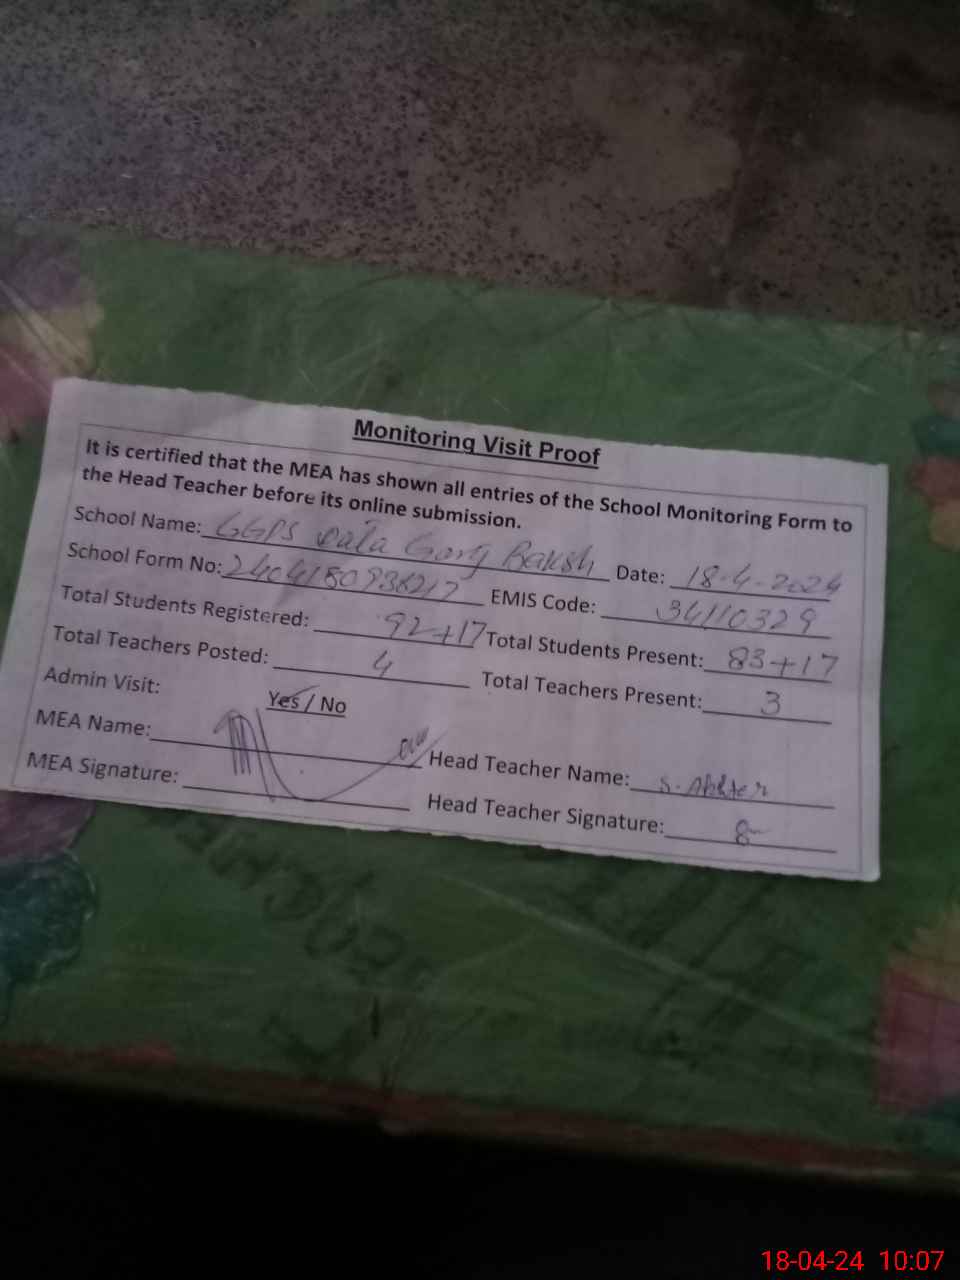 Monitoring Visit Proof
It is certified that the MEA has shown all entries of the School Monitoring Form to
the Head Teacher before its online submission.
School Name: GGPS Baksh Date: 18-4-2024
School Form No: EMIS Code: 34110329
Total Students Registered: 92+17 Total Students Present: 83+17
Total Teachers Posted: 4 Total Teachers Present: 3
Admin Visit: Yes / No
MEA Name: Head Teacher Name: S. Akhter
MEA Signature: Head Teacher Signature:
18-04-24 10:07